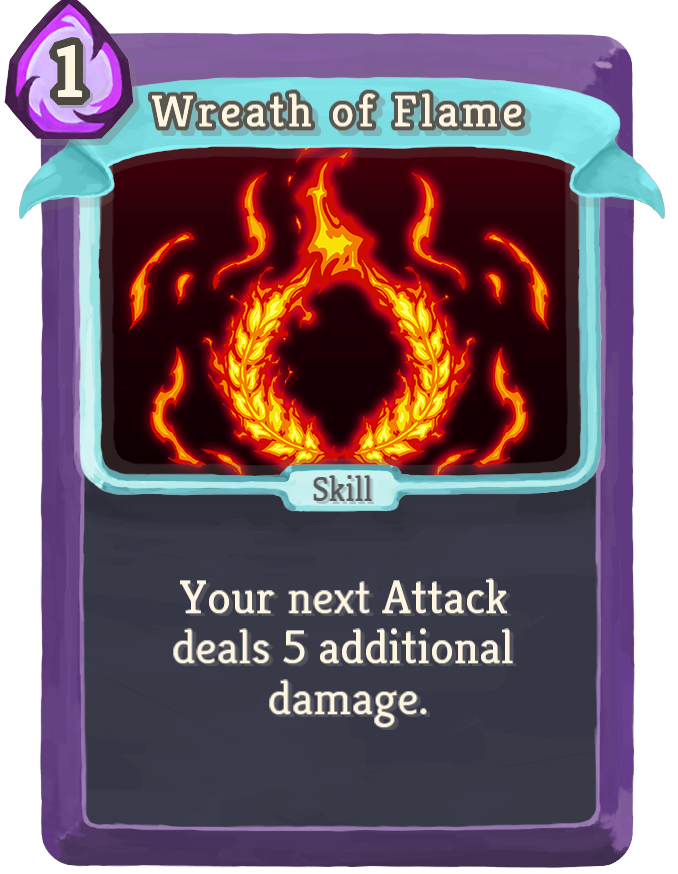 1
Wreath of Flame
Skill
Your next Attack
deals 5 additional
damage.